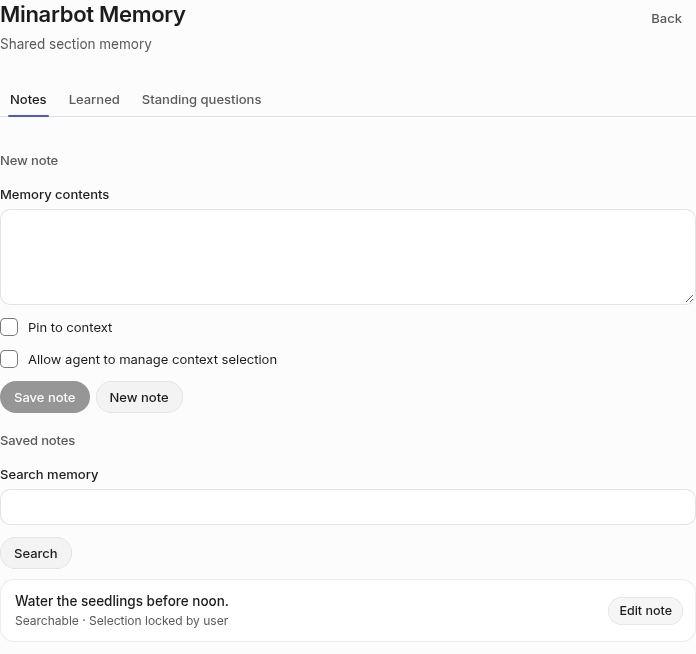 Minarbot Memory
Back
Shared section memory
Notes
Learned
Standing questions
New note
Memory contents
Pin to context
Allow agent to manage context selection
Save note
New note
Saved notes
Search memory
Search
Water the seedlings before noon.
Searchable · Selection locked by user
Edit note